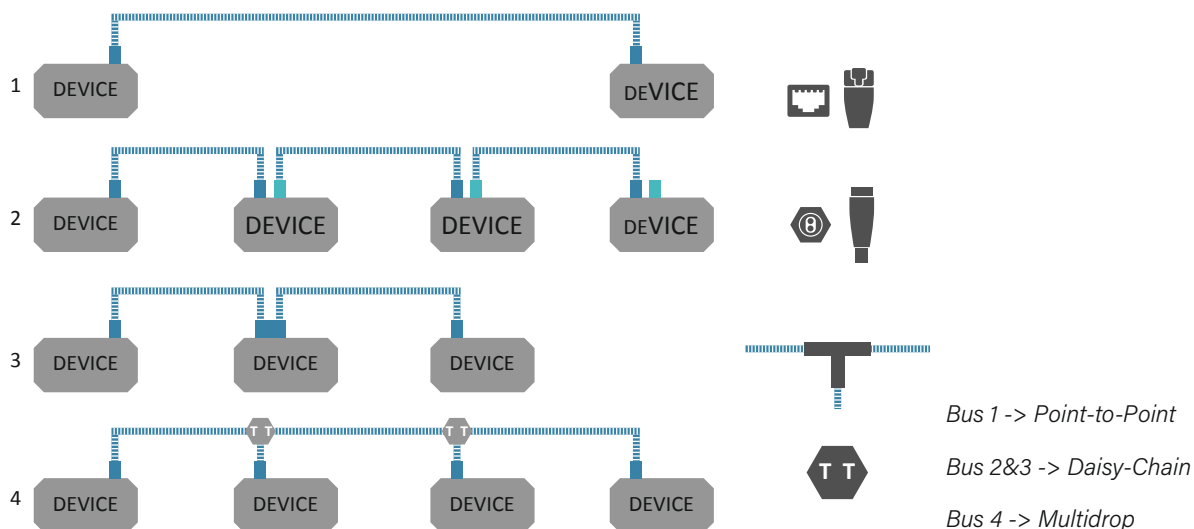 1 DEVICE DEVICE
2 DEVICE DEVICE DEVICE DEVICE
3 DEVICE DEVICE DEVICE
T T T T
4 DEVICE DEVICE DEVICE DEVICE
T T
Bus 1 -> Point-to-Point
Bus 2&3 -> Daisy-Chain
Bus 4 -> Multidrop